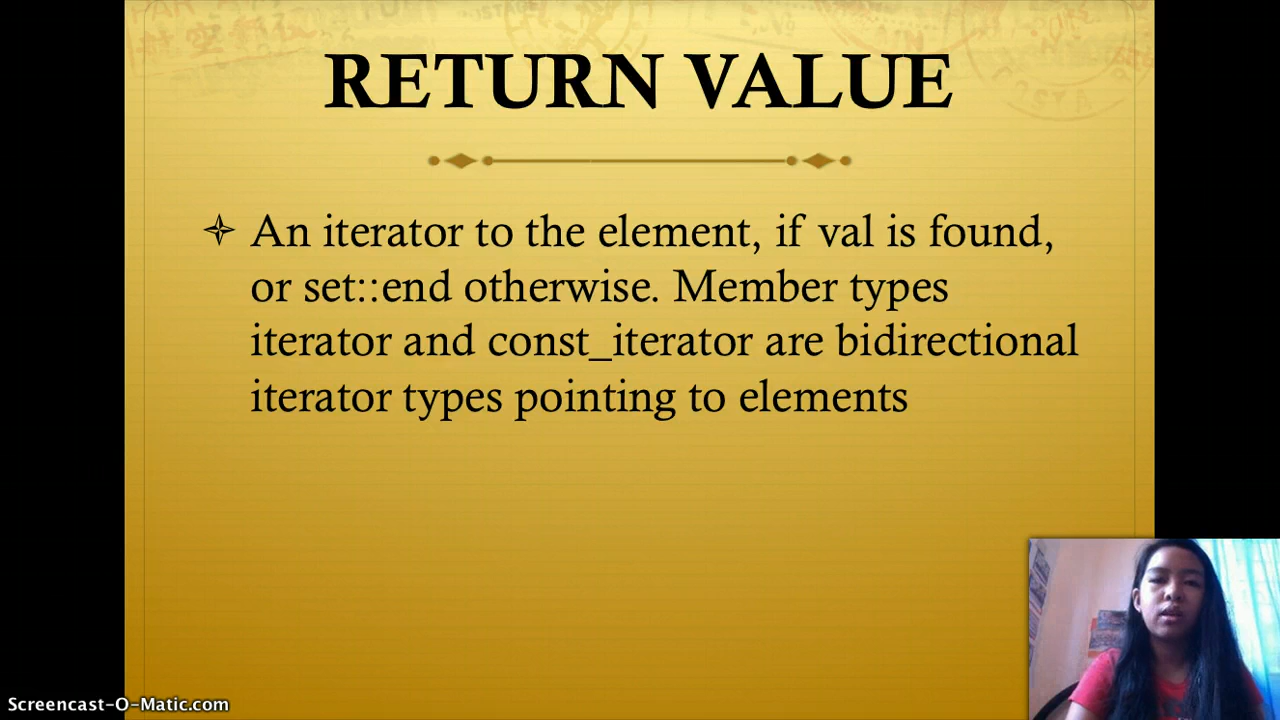 RETURN VALUE
An iterator to the element, if val is found,
or set::end otherwise. Member types
iterator and const_iterator are bidirectional
iterator types pointing to elements
Screencast-O-Matic.com